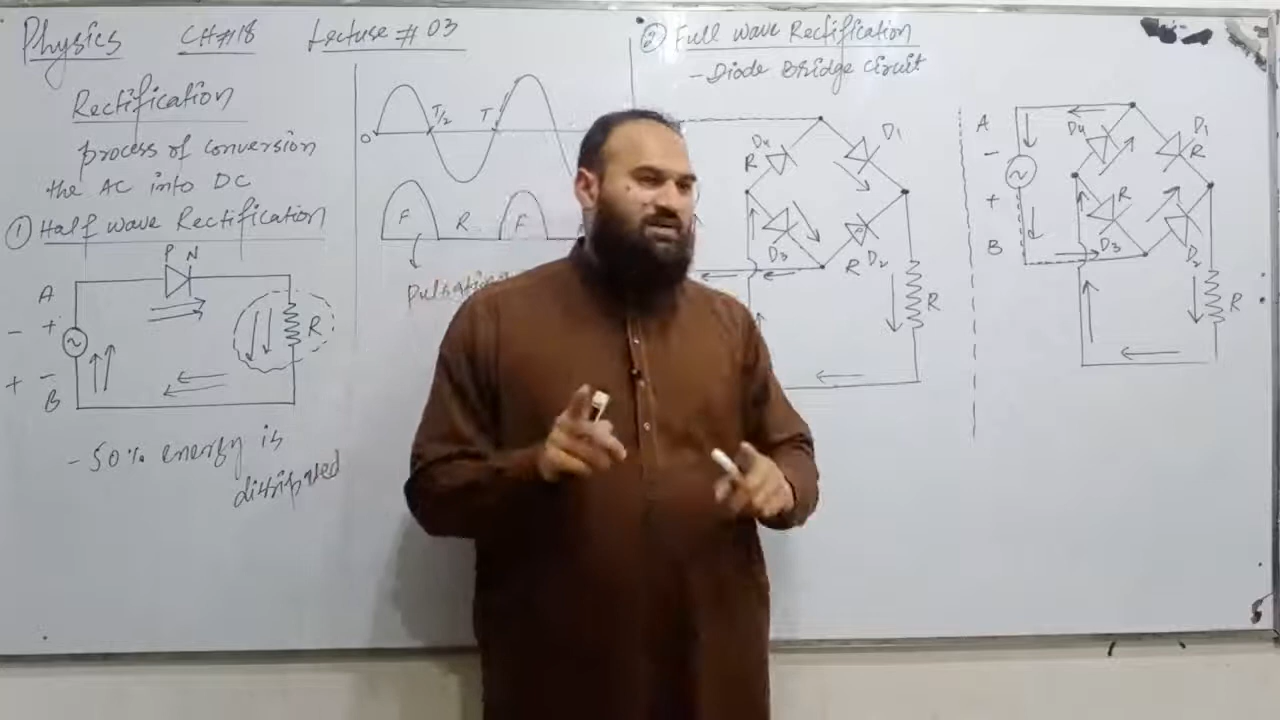 Physics CH#18 Lecture # 03
Rectification
process of conversion
the AC into DC
① Half wave Rectification
P N
A
- +
~
R
+ -
B
- 50% energy is
dissipated
0 T/2 T
F R F
Pulsating
② Full wave Rectification
- Diode Bridge Circuit
D4 D1
R
D3 R D2
R
A
-
~
+
B
D4 D1
R
R
D3 D2
R